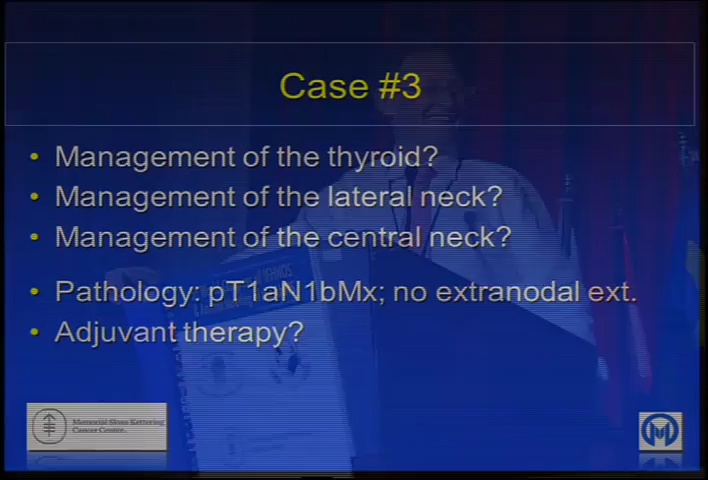 Case #3
• Management of the thyroid?
• Management of the lateral neck?
• Management of the central neck?
• Pathology: pT1aN1bMx; no extranodal ext.
• Adjuvant therapy?
Memorial Sloan Kettering
Cancer Center